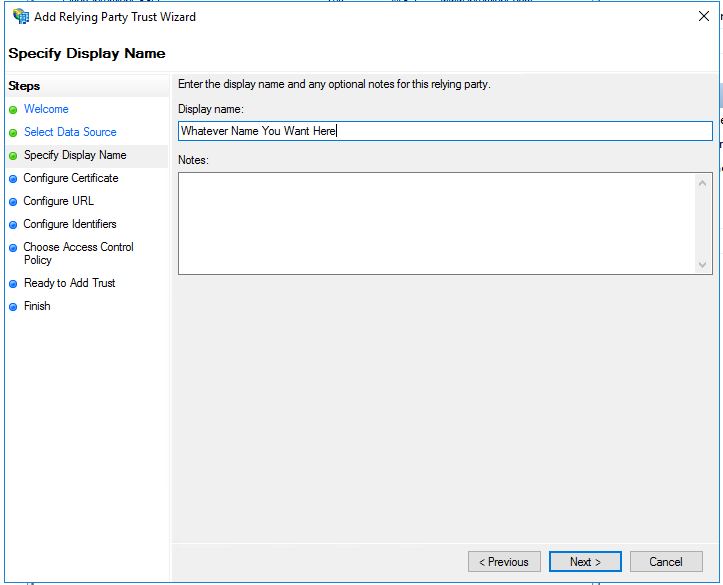 Add Relying Party Trust Wizard
Specify Display Name
Steps
Welcome
Select Data Source
Specify Display Name
Configure Certificate
Configure URL
Configure Identifiers
Choose Access Control
Policy
Ready to Add Trust
Finish
Enter the display name and any optional notes for this relying party.
Display name:
Whatever Name You Want Here
Notes:
< Previous
Next >
Cancel